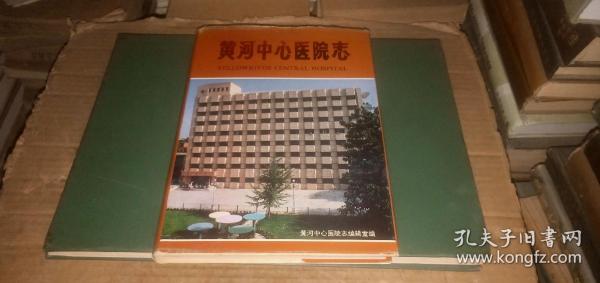 黄河中心医院志
YELLOWRIVER CENTRAL HOSPITAL
黄河中心医院志编辑室编
孔夫子旧书网
www.kongfz.com